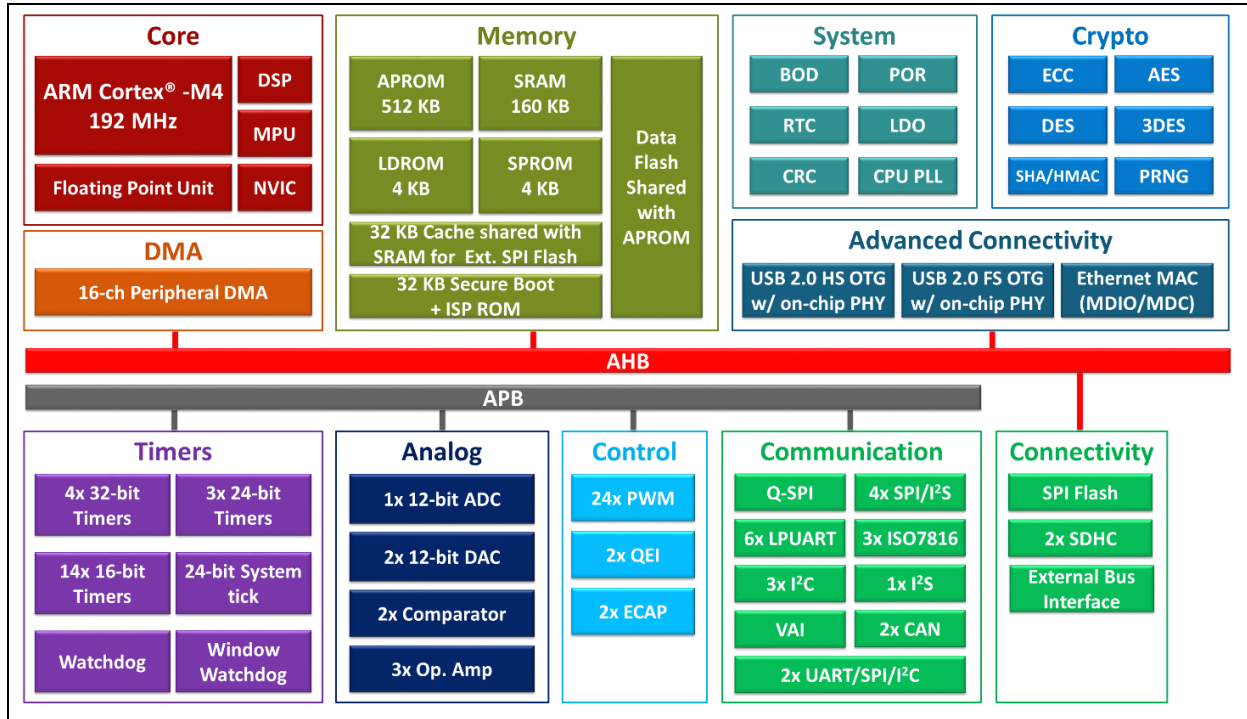 Core
ARM Cortex® -M4
192 MHz
DSP
MPU
Floating Point Unit
NVIC
DMA
16-ch Peripheral DMA
Memory
APROM
512 KB
SRAM
160 KB
LDROM
4 KB
SPROM
4 KB
32 KB Cache shared with
SRAM for Ext. SPI Flash
32 KB Secure Boot
+ ISP ROM
Data
Flash
Shared
with
APROM
System
BOD
POR
RTC
LDO
CRC
CPU PLL
Crypto
ECC
AES
DES
3DES
SHA/HMAC
PRNG
Advanced Connectivity
USB 2.0 HS OTG
w/ on-chip PHY
USB 2.0 FS OTG
w/ on-chip PHY
Ethernet MAC
(MDIO/MDC)
AHB
APB
Timers
4x 32-bit
Timers
3x 24-bit
Timers
14x 16-bit
Timers
24-bit System
tick
Watchdog
Window
Watchdog
Analog
1x 12-bit ADC
2x 12-bit DAC
2x Comparator
3x Op. Amp
Control
24x PWM
2x QEI
2x ECAP
Communication
Q-SPI
4x SPI/I²S
6x LPUART
3x ISO7816
3x I²C
1x I²S
VAI
2x CAN
2x UART/SPI/I²C
Connectivity
SPI Flash
2x SDHC
External Bus
Interface